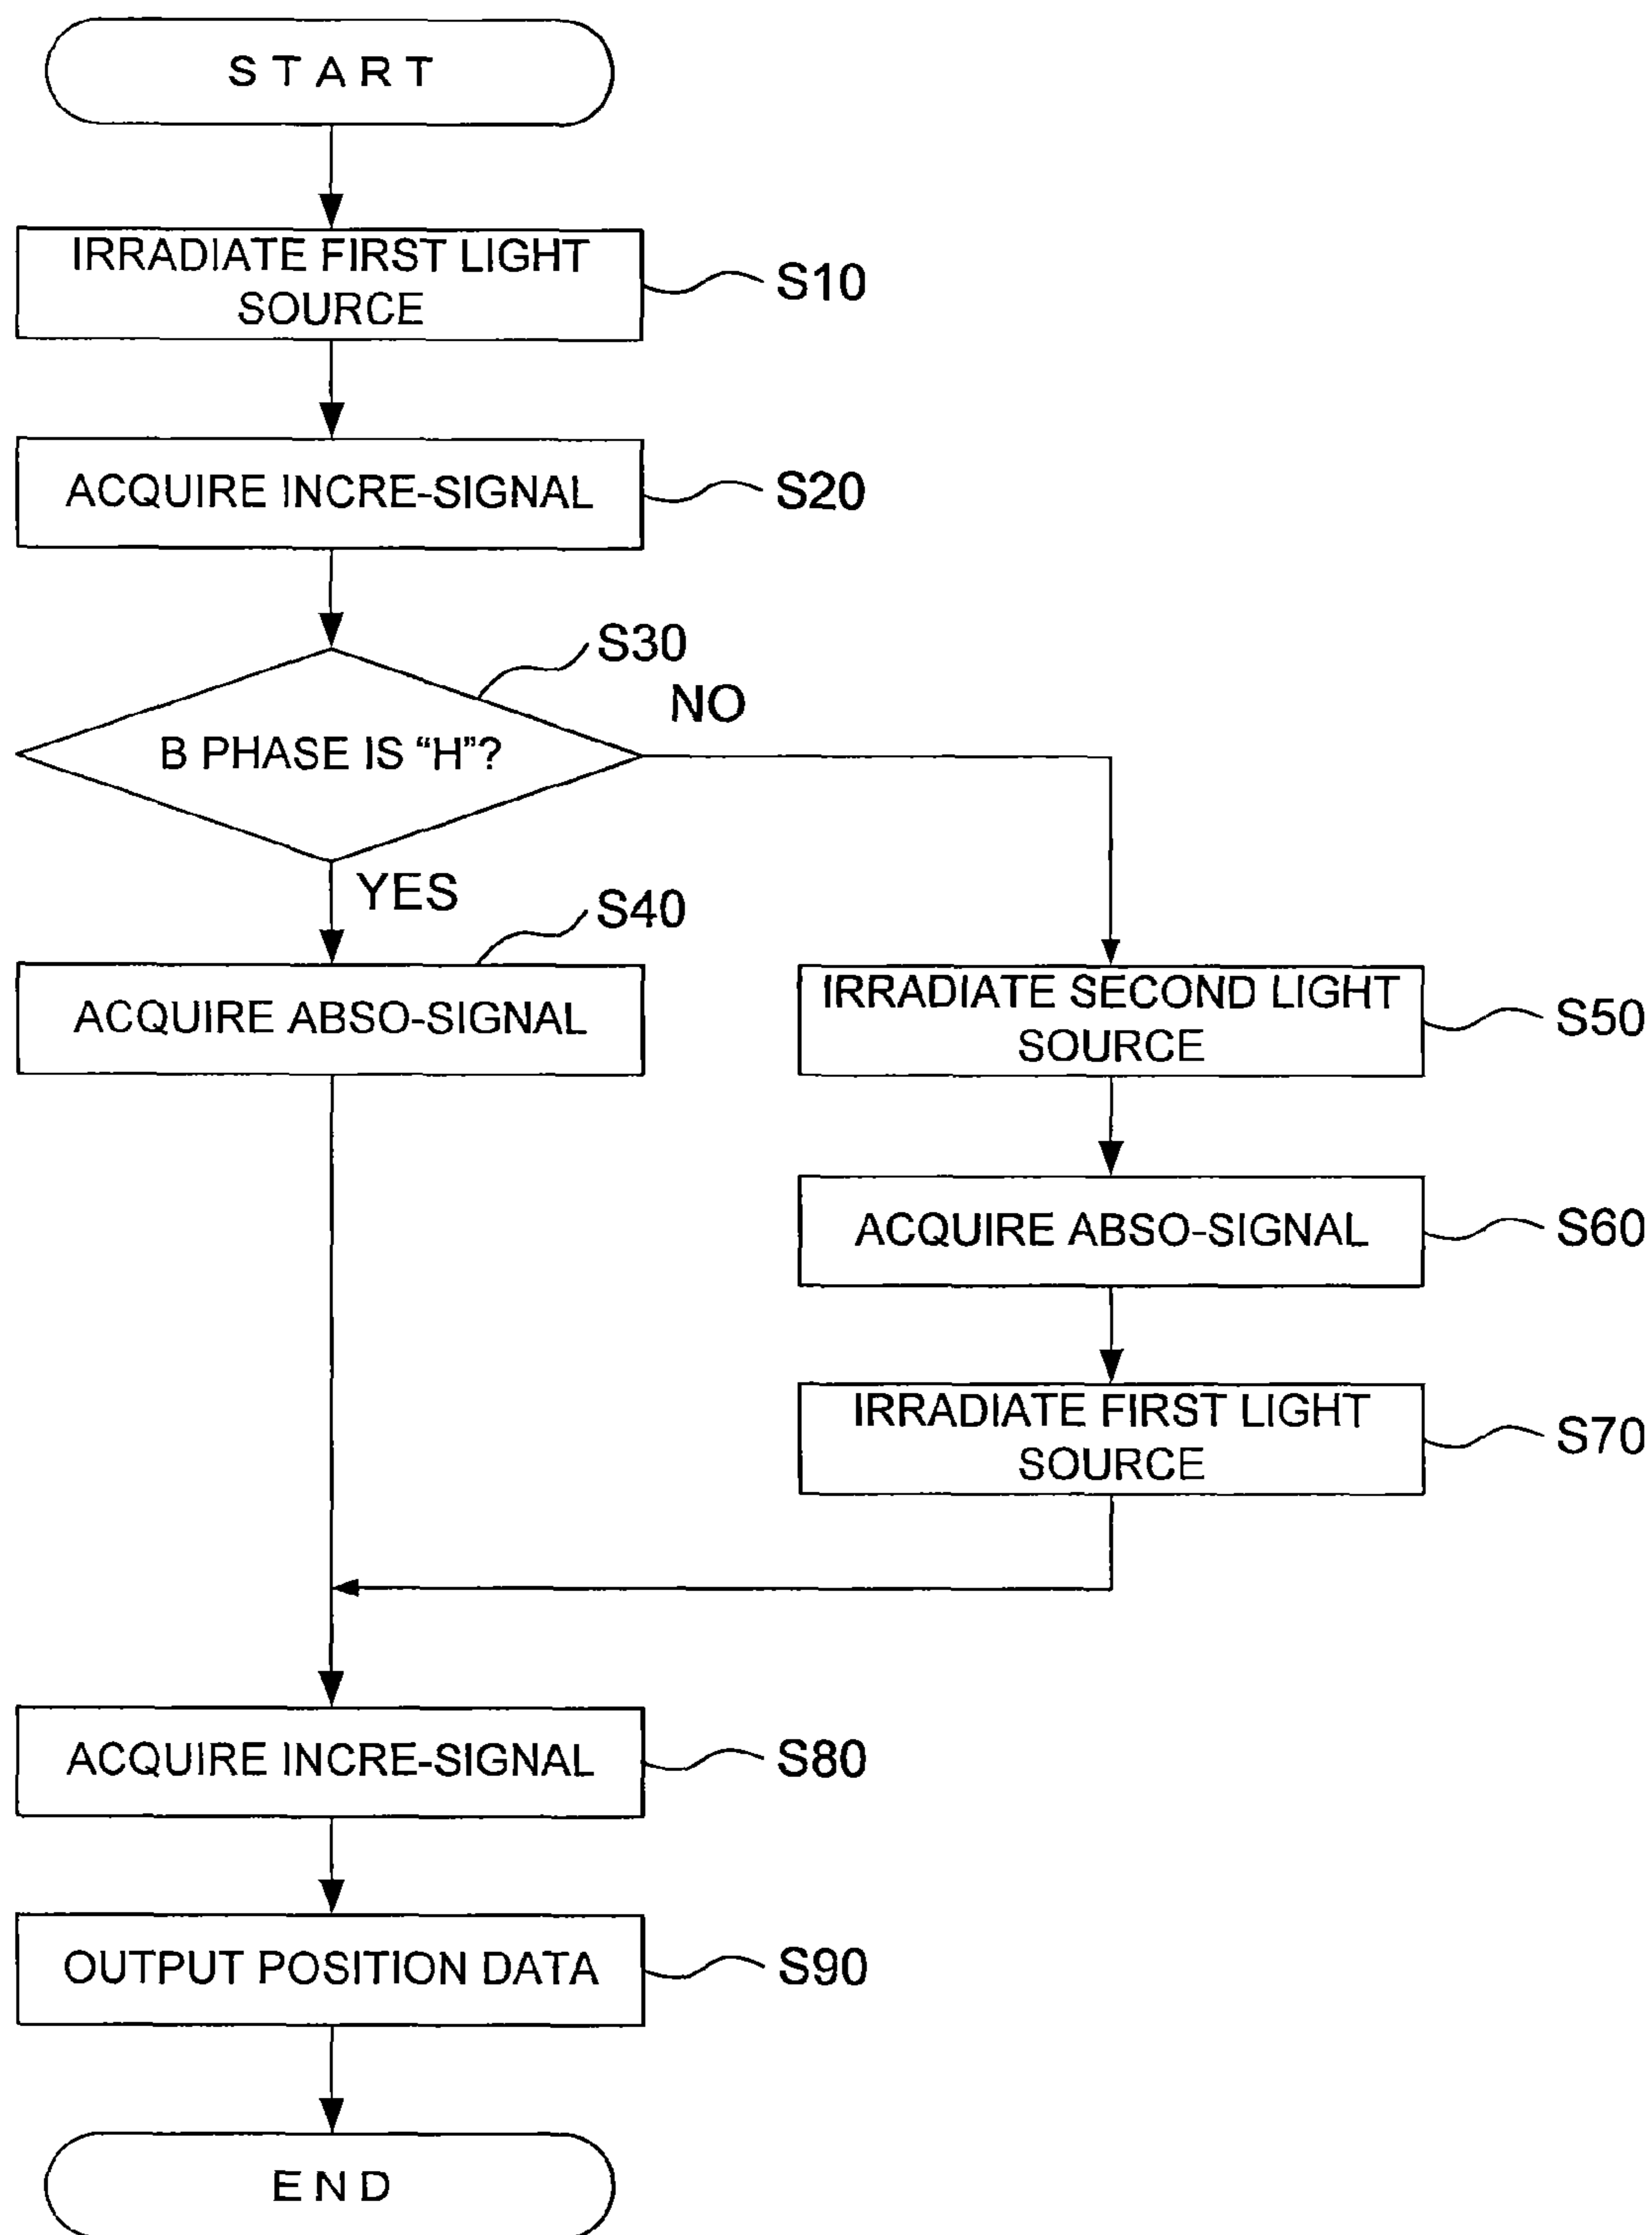 START
IRRADIATE FIRST LIGHT
SOURCE
S10
ACQUIRE INCRE-SIGNAL
S20
S30
B PHASE IS “H”?
NO
YES
S40
ACQUIRE ABSO-SIGNAL
IRRADIATE SECOND LIGHT
SOURCE
S50
ACQUIRE ABSO-SIGNAL
S60
IRRADIATE FIRST LIGHT
SOURCE
S70
ACQUIRE INCRE-SIGNAL
S80
OUTPUT POSITION DATA
S90
END